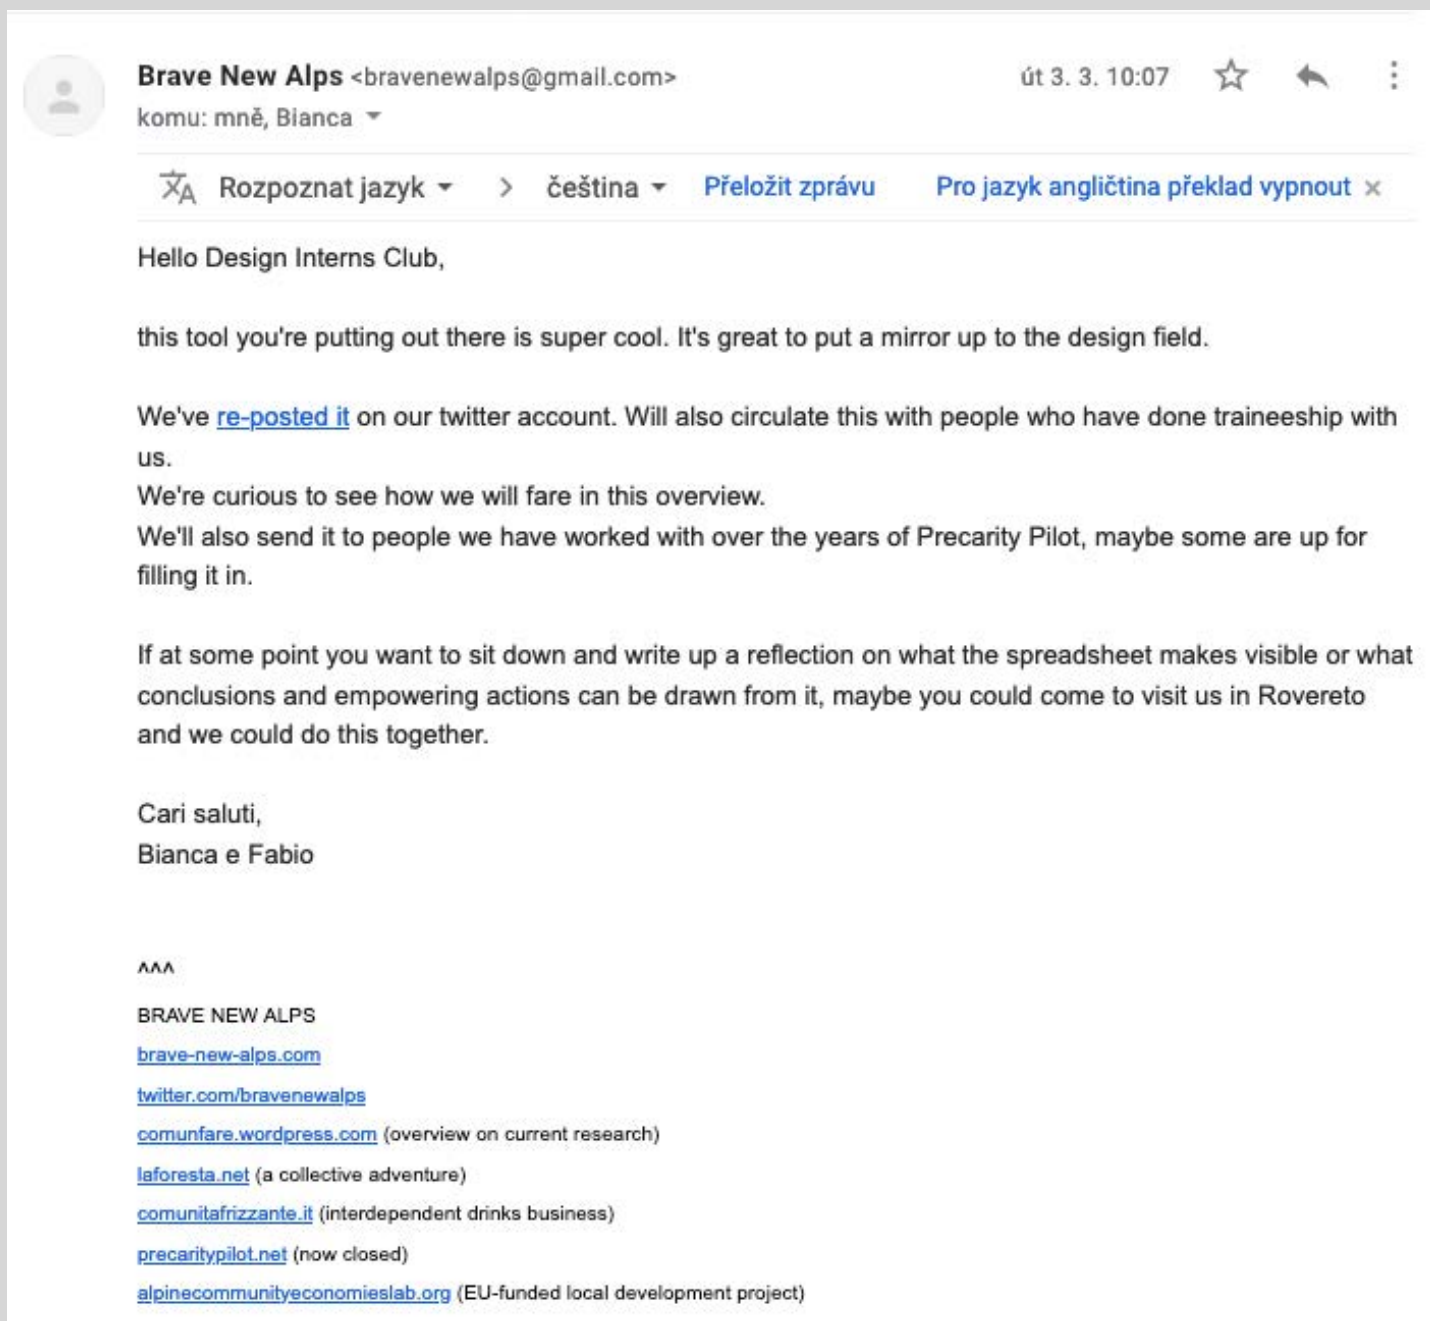 Brave New Alps <bravenewalps@gmail.com> út 3. 3. 10:07
komu: mně, Bianca
Rozpoznat jazyk > čeština Přeložit zprávu Pro jazyk angličtina překlad vypnout ×
Hello Design Interns Club,
this tool you're putting out there is super cool. It's great to put a mirror up to the design field.
We've re-posted it on our twitter account. Will also circulate this with people who have done traineeship with
us.
We're curious to see how we will fare in this overview.
We'll also send it to people we have worked with over the years of Precarity Pilot, maybe some are up for
filling it in.
If at some point you want to sit down and write up a reflection on what the spreadsheet makes visible or what
conclusions and empowering actions can be drawn from it, maybe you could come to visit us in Rovereto
and we could do this together.
Cari saluti,
Bianca e Fabio
^^^
BRAVE NEW ALPS
brave-new-alps.com
twitter.com/bravenewalps
comunfare.wordpress.com (overview on current research)
laforesta.net (a collective adventure)
comunitafrizzante.it (interdependent drinks business)
precaritypilot.net (now closed)
alpinecommunityeconomieslab.org (EU-funded local development project)